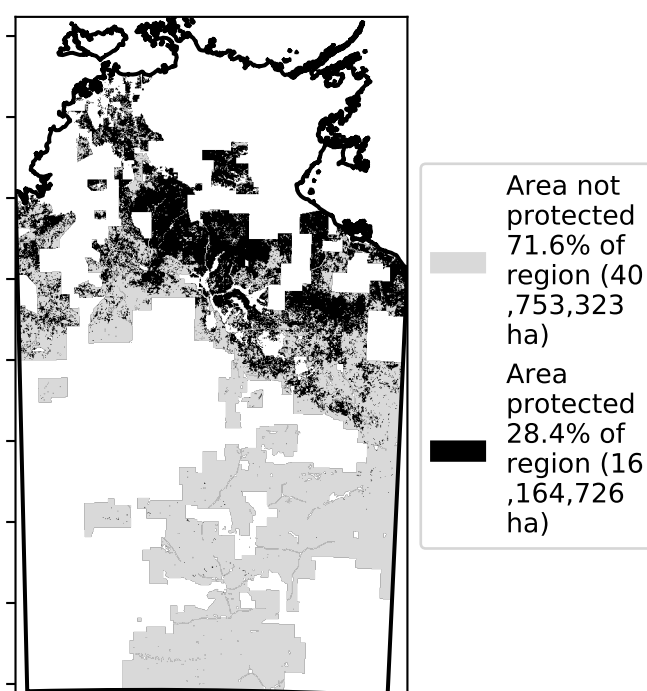 Area not
protected
71.6% of
region (40
,753,323
ha)
Area
protected
28.4% of
region (16
,164,726
ha)